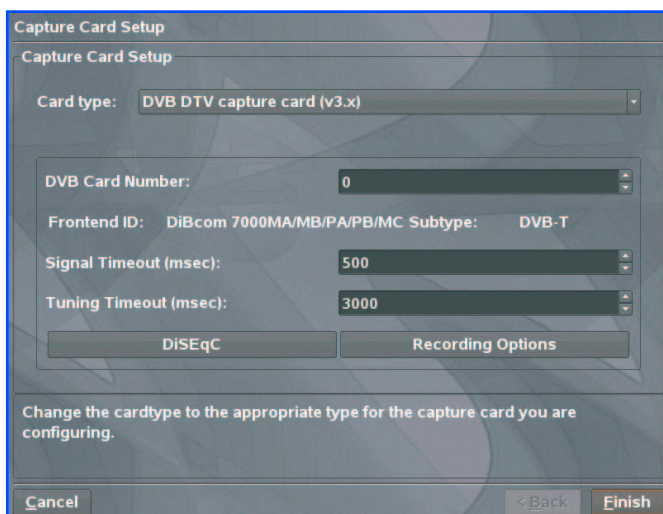 Capture Card Setup
Capture Card Setup
Card type: DVB DTV capture card (v3.x)
DVB Card Number: 0
Frontend ID: DiBcom 7000MA/MB/PA/PB/MC Subtype: DVB-T
Signal Timeout (msec): 500
Tuning Timeout (msec): 3000
DiSEqC Recording Options
Change the cardtype to the appropriate type for the capture card you are
configuring.
Cancel < Back Finish